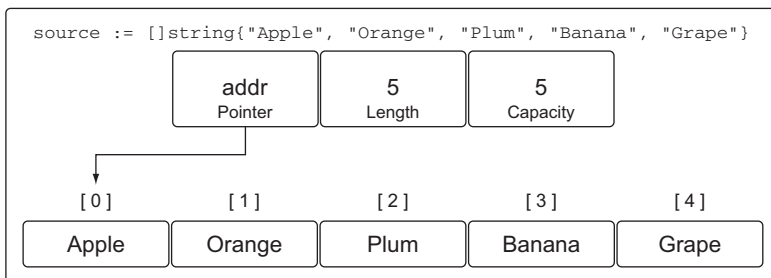 source := []string{"Apple", "Orange", "Plum", "Banana", "Grape"}
addr 5 5
Pointer Length Capacity
[0] [1] [2] [3] [4]
Apple Orange Plum Banana Grape